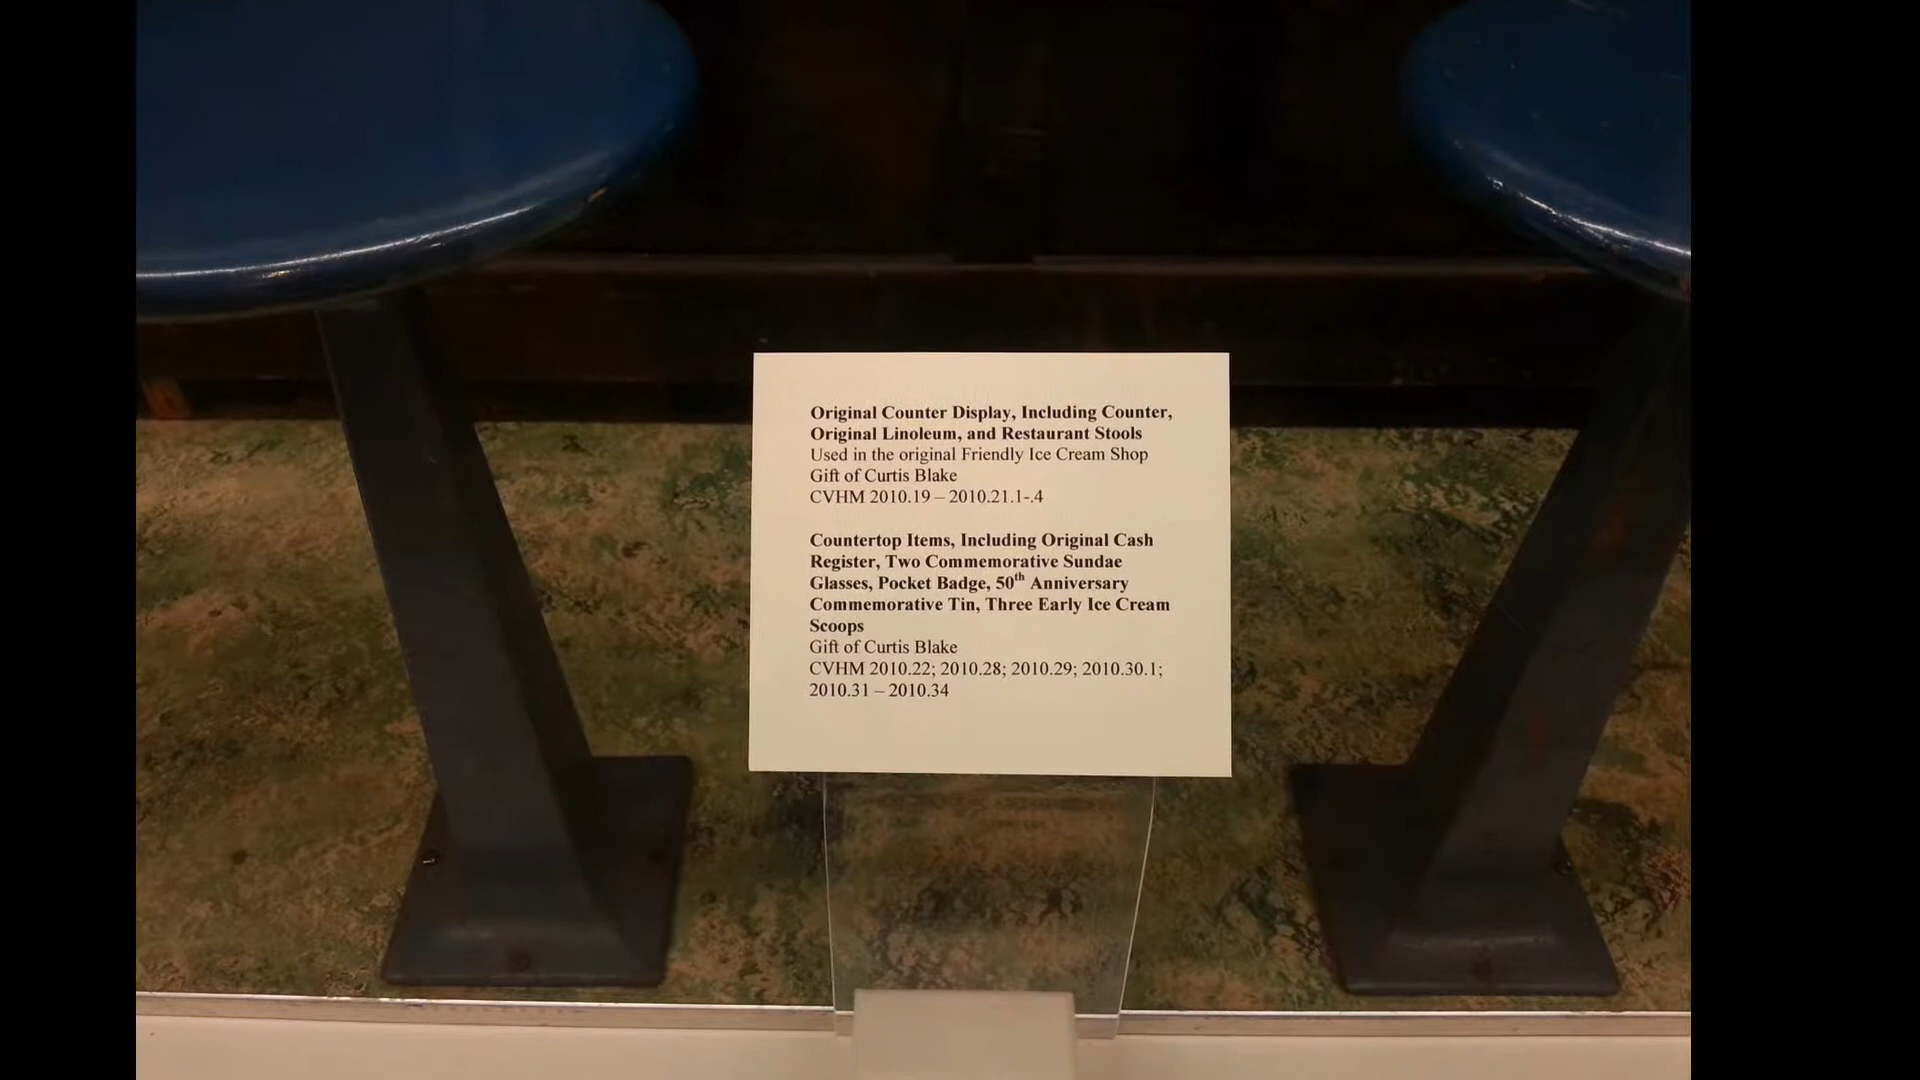 Original Counter Display, Including Counter,
Original Linoleum, and Restaurant Stools
Used in the original Friendly Ice Cream Shop
Gift of Curtis Blake
CVHM 2010.19 – 2010.21.1-.4
Countertop Items, Including Original Cash
Register, Two Commemorative Sundae
Glasses, Pocket Badge, 50th Anniversary
Commemorative Tin, Three Early Ice Cream
Scoops
Gift of Curtis Blake
CVHM 2010.22; 2010.28; 2010.29; 2010.30.1;
2010.31 – 2010.34